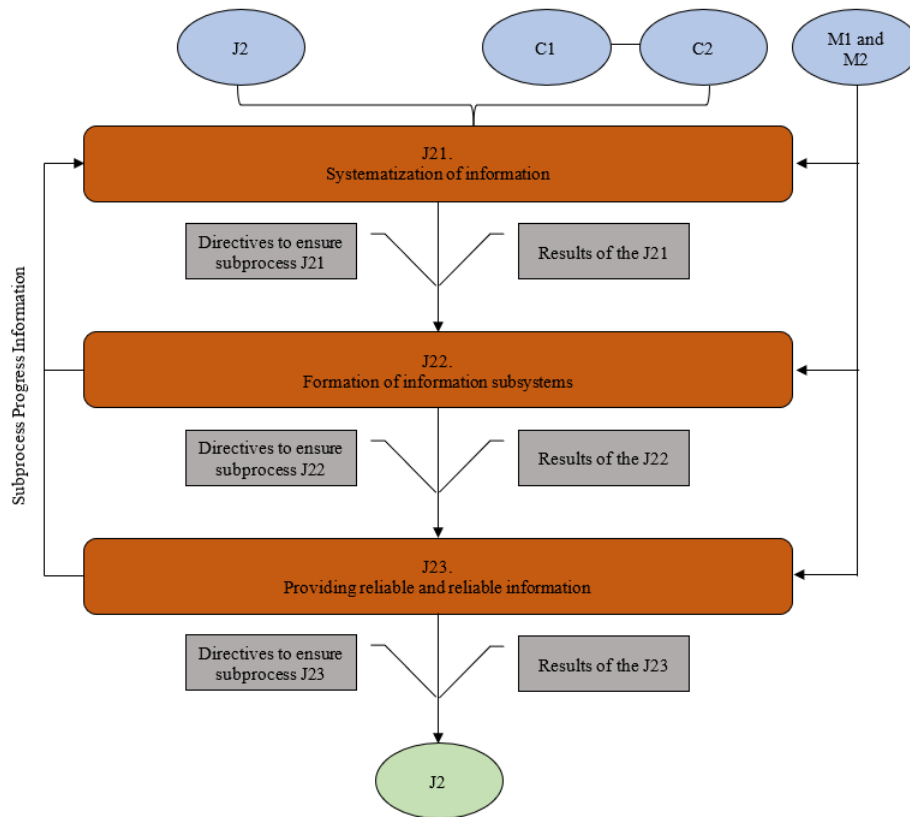 J2
C1
C2
M1 and
M2
J21.
Systematization of information
Directives to ensure
subprocess J21
Results of the J21
J22.
Formation of information subsystems
Subprocess Progress Information
Directives to ensure
subprocess J22
Results of the J22
J23.
Providing reliable and reliable information
Directives to ensure
subprocess J23
Results of the J23
J2